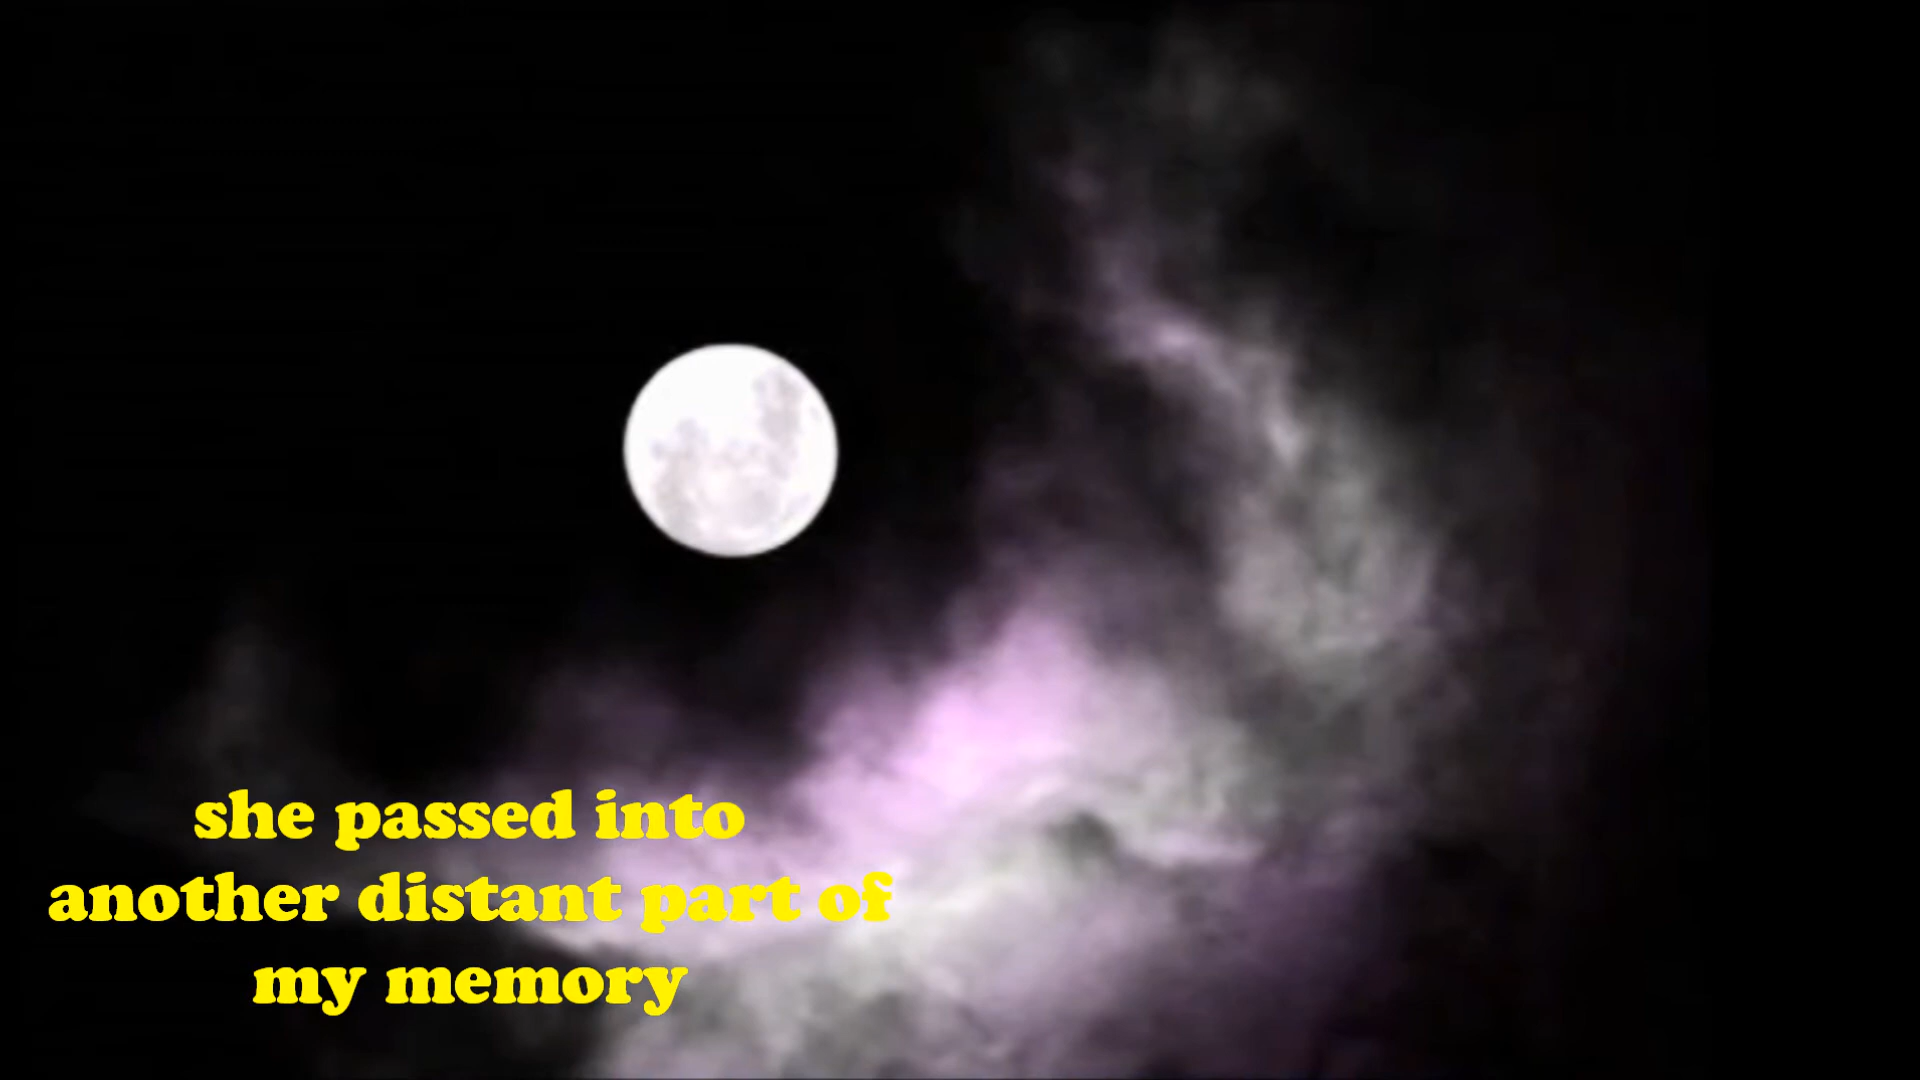 she passed into
another distant part of
my memory